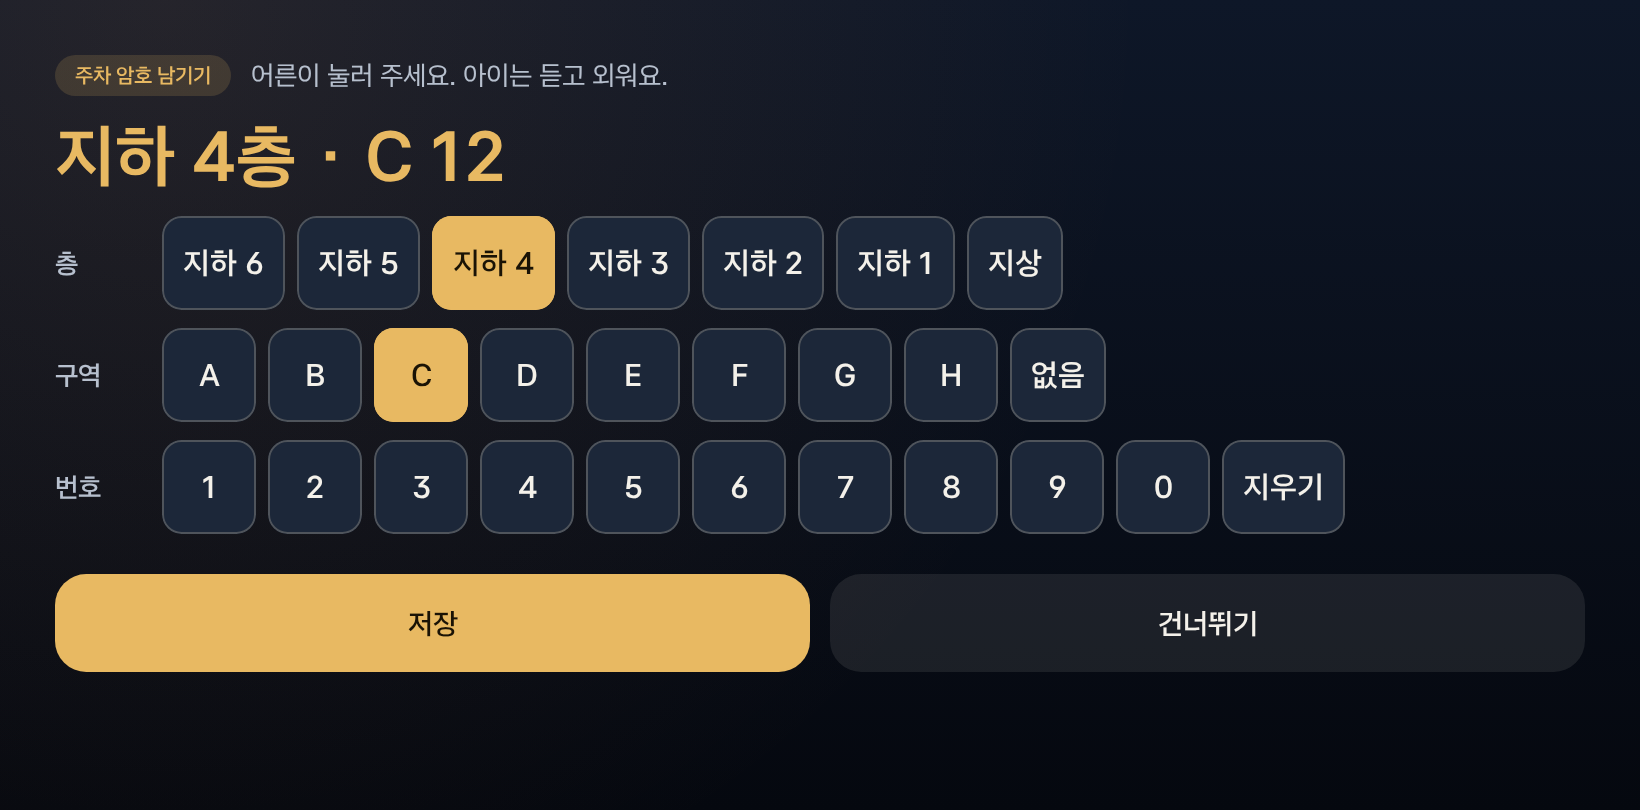 주차 암호 남기기 어른이 눌러 주세요. 아이는 듣고 외워요.
지하 4층 · C 12
층 지하 6 지하 5 지하 4 지하 3 지하 2 지하 1 지상
구역 A B C D E F G H 없음
번호 1 2 3 4 5 6 7 8 9 0 지우기
저장 건너뛰기